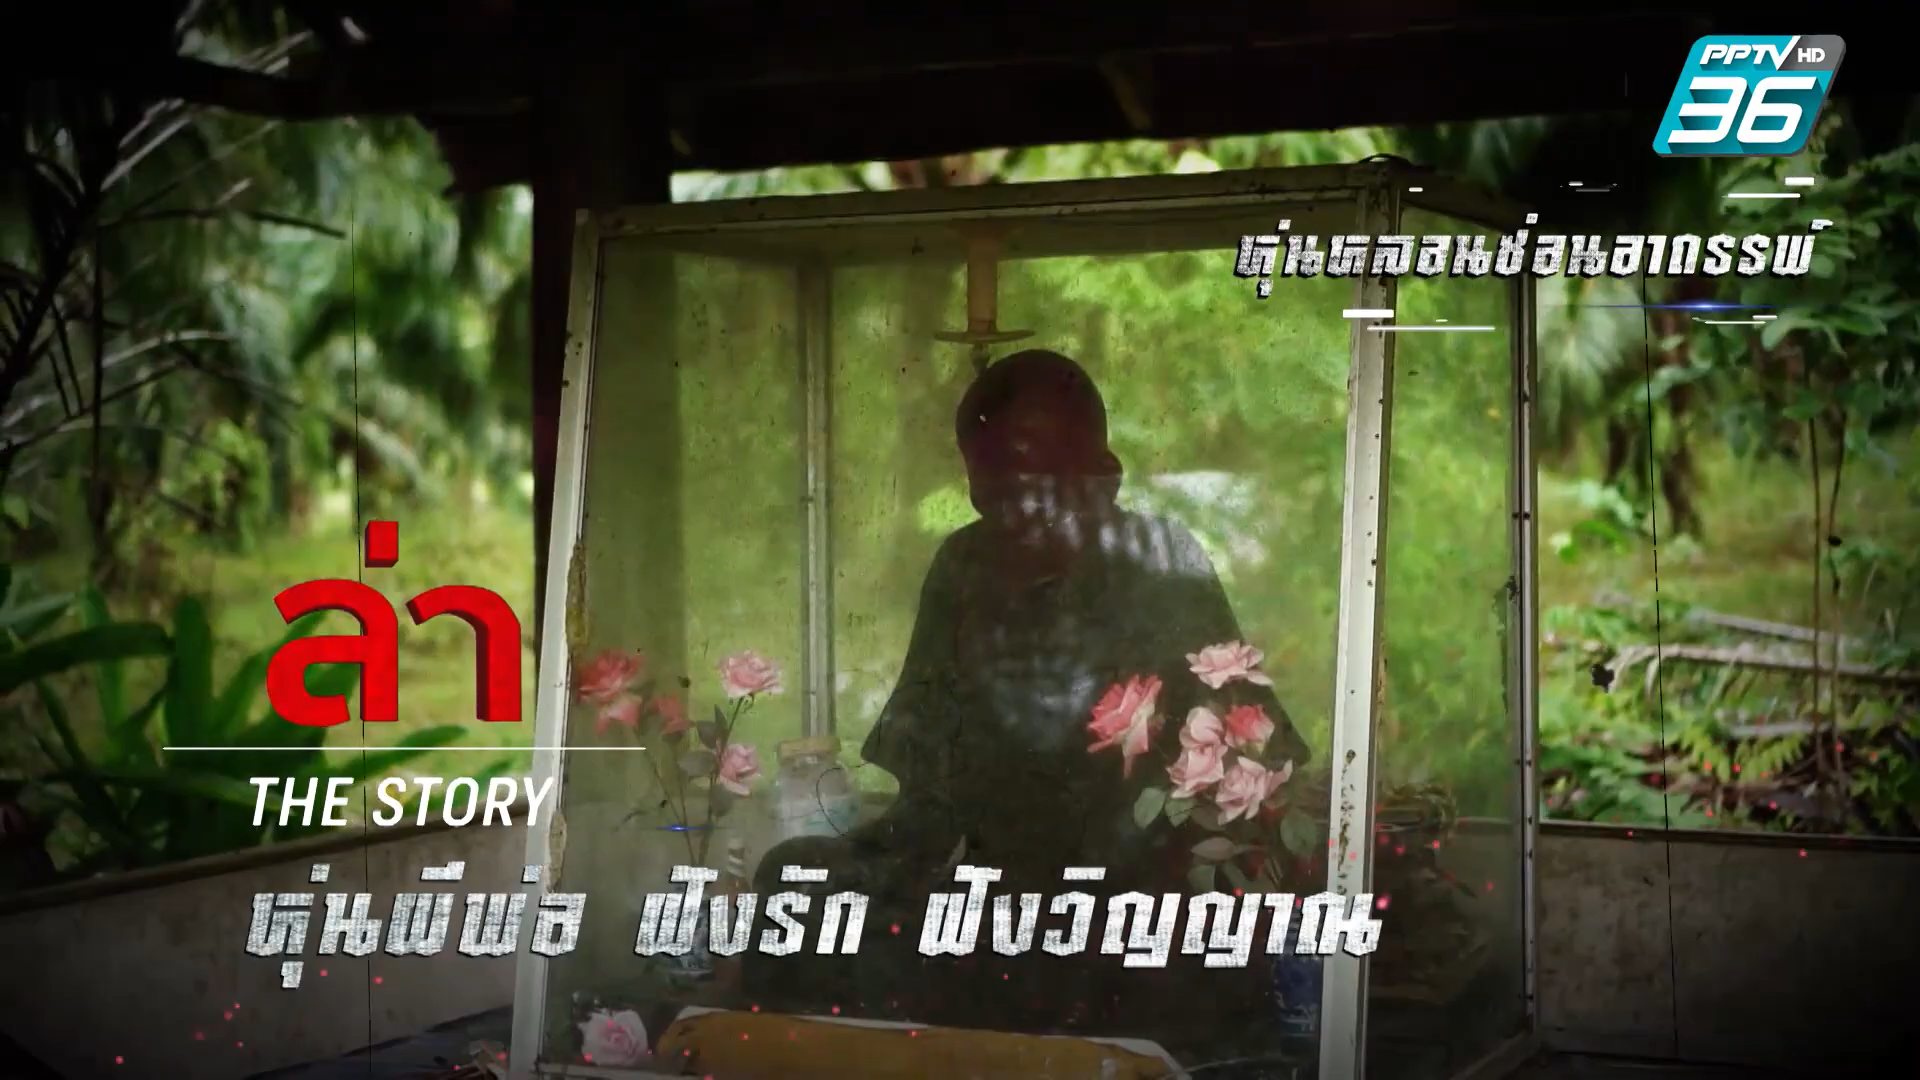 PPTV HD
36
หุ่นหลอนซ่อนอาถรรพ์
ล่า
THE STORY
หุ่นผีพ่อ ฝังรัก ฝังวิญญาณ